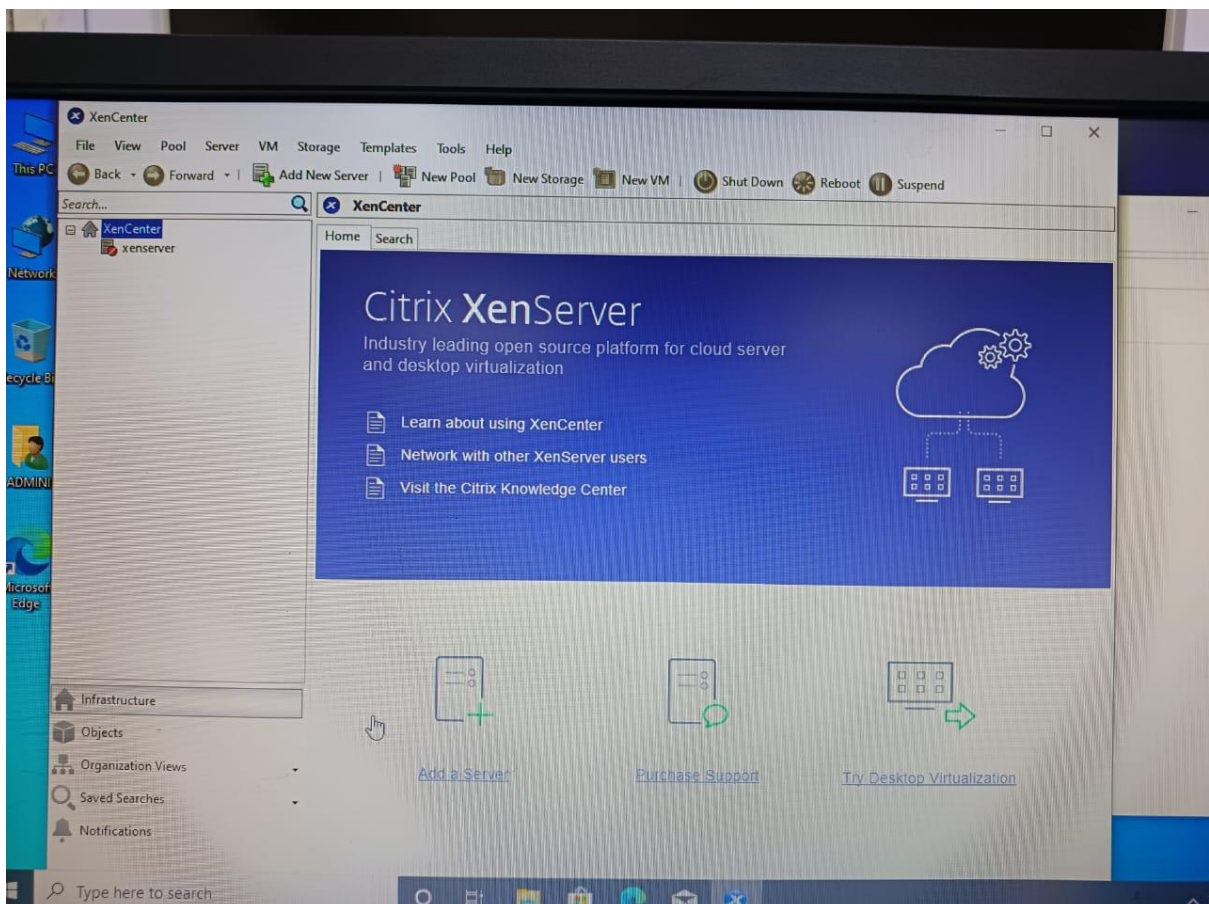 XenCenter
File View Pool Server VM Storage Templates Tools Help
Back Forward Add New Server New Pool New Storage New VM Shut Down Reboot Suspend
Search...
XenCenter
XenCenter
xenserver
Home Search
Citrix XenServer
Industry leading open source platform for cloud server
and desktop virtualization
Learn about using XenCenter
Network with other XenServer users
Visit the Citrix Knowledge Center
Add a Server
Purchase Support
Try Desktop Virtualization
Infrastructure
Objects
Organization Views
Saved Searches
Notifications
This PC
Network
ecycle Bi
ADMINI
Microsof
Edge
Type here to search